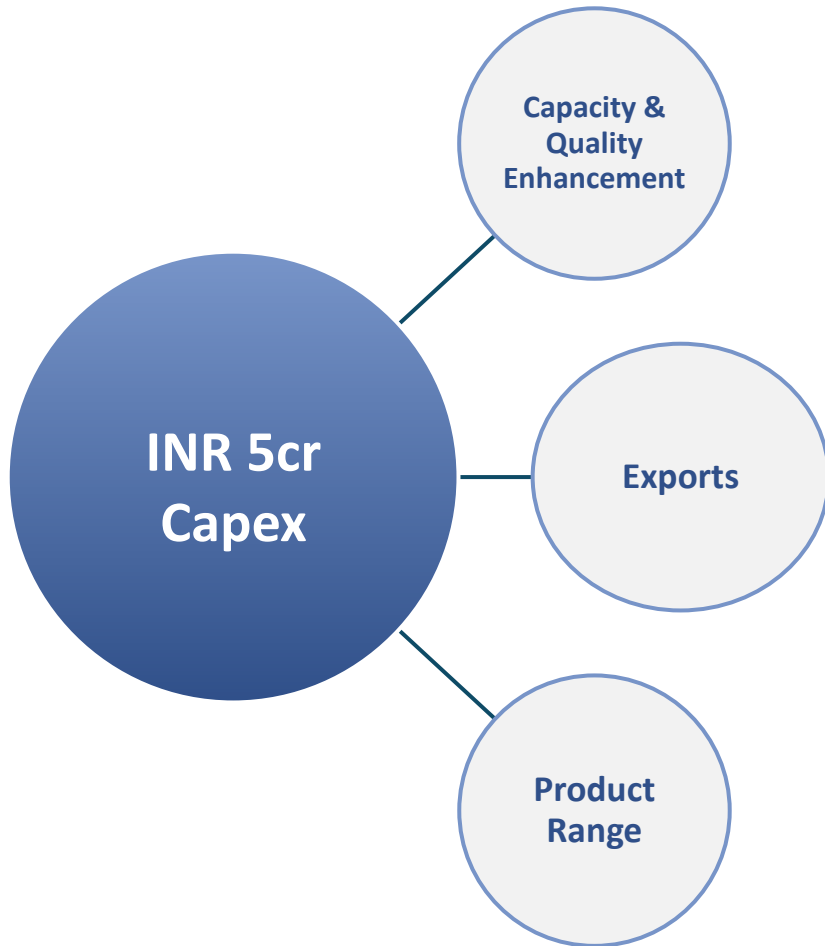 Capacity &
Quality
Enhancement
INR 5cr
Capex
Exports
Product
Range